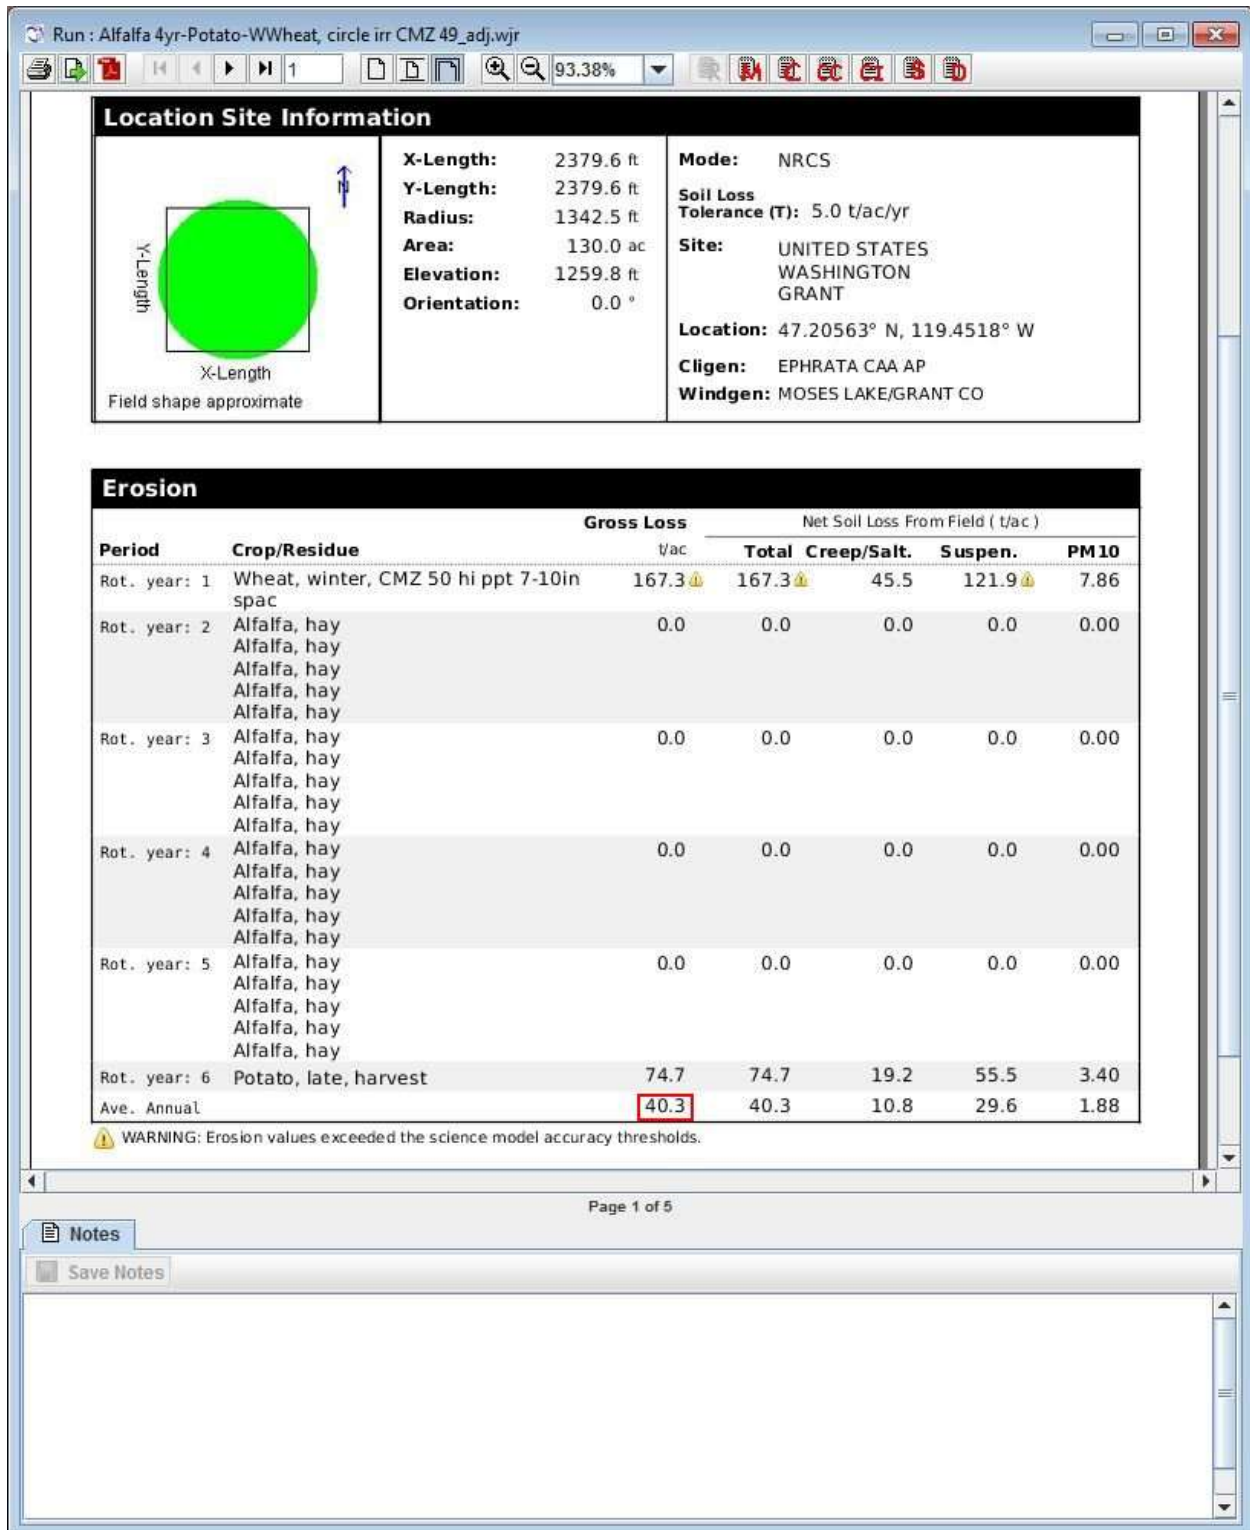 Run : Alfalfa 4yr-Potato-WWheat, circle irr CMZ 49_adj.wjr
1
93.38%
Location Site Information
N
Y-Length
X-Length
Field shape approximate
X-Length: 2379.6 ft
Y-Length: 2379.6 ft
Radius: 1342.5 ft
Area: 130.0 ac
Elevation: 1259.8 ft
Orientation: 0.0 °
Mode: NRCS
Soil Loss
Tolerance (T): 5.0 t/ac/yr
Site: UNITED STATES
WASHINGTON
GRANT
Location: 47.20563° N, 119.4518° W
Cligen: EPHRATA CAA AP
Windgen: MOSES LAKE/GRANT CO
Erosion
Gross Loss Net Soil Loss From Field ( t/ac )
Period Crop/Residue t/ac Total Creep/Salt. Suspen. PM10
Rot. year: 1 Wheat, winter, CMZ 50 hi ppt 7-10in 167.3 167.3 45.5 121.9 7.86
spac
Rot. year: 2 Alfalfa, hay 0.0 0.0 0.0 0.0 0.00
Alfalfa, hay
Alfalfa, hay
Alfalfa, hay
Alfalfa, hay
Rot. year: 3 Alfalfa, hay 0.0 0.0 0.0 0.0 0.00
Alfalfa, hay
Alfalfa, hay
Alfalfa, hay
Alfalfa, hay
Rot. year: 4 Alfalfa, hay 0.0 0.0 0.0 0.0 0.00
Alfalfa, hay
Alfalfa, hay
Alfalfa, hay
Alfalfa, hay
Rot. year: 5 Alfalfa, hay 0.0 0.0 0.0 0.0 0.00
Alfalfa, hay
Alfalfa, hay
Alfalfa, hay
Alfalfa, hay
Rot. year: 6 Potato, late, harvest 74.7 74.7 19.2 55.5 3.40
Ave. Annual 40.3 40.3 10.8 29.6 1.88
WARNING: Erosion values exceeded the science model accuracy thresholds.
Page 1 of 5
Notes
Save Notes